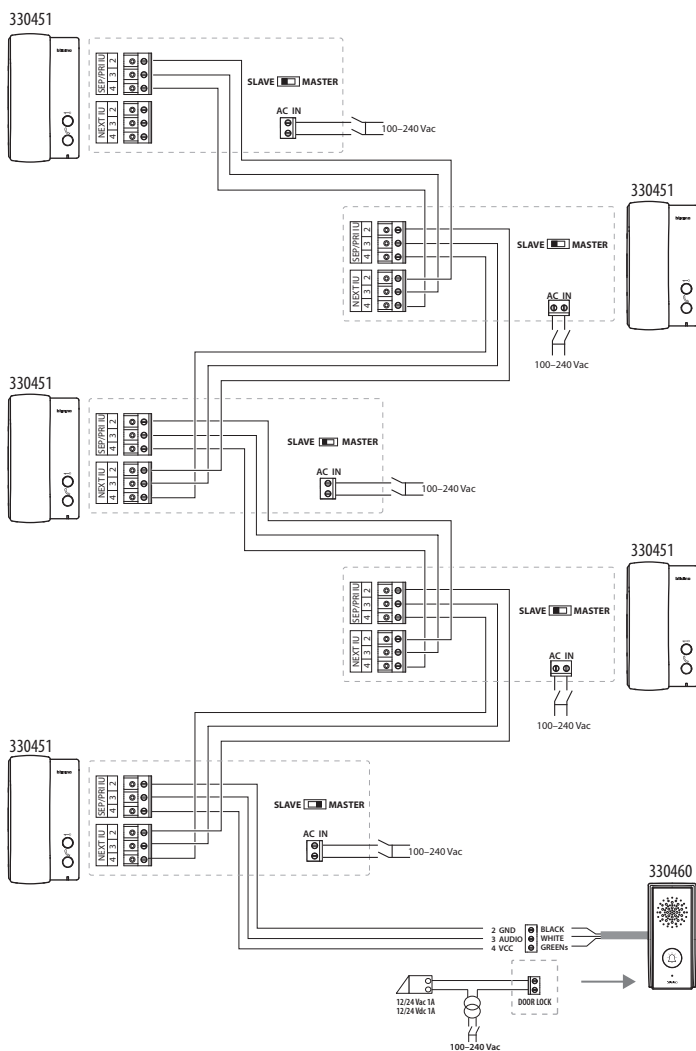 330451
SEP/PRI IU 2 3 4
SLAVE MASTER
NEXT IU 2 3 4
AC IN
100–240 Vac
330451
SEP/PRI IU 2 3 4
SLAVE MASTER
NEXT IU 2 3 4
AC IN
100–240 Vac
330451
SEP/PRI IU 2 3 4
SLAVE MASTER
NEXT IU 2 3 4
AC IN
100–240 Vac
330451
SEP/PRI IU 2 3 4
SLAVE MASTER
NEXT IU 2 3 4
AC IN
100–240 Vac
330451
SEP/PRI IU 2 3 4
SLAVE MASTER
NEXT IU 2 3 4
AC IN
100–240 Vac
330460
2 GND BLACK
3 AUDIO WHITE
4 VCC GREENs
12/24 Vac 1A
12/24 Vdc 1A
DOOR LOCK
100–240 Vac